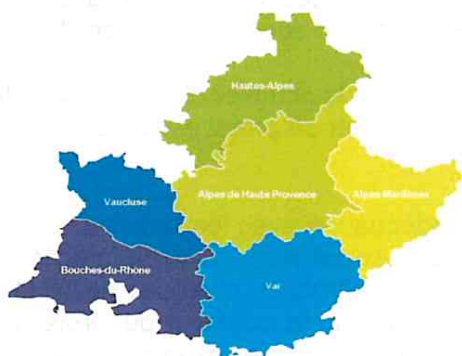 Hautes-Alpes
Alpes de Haute Provence
Alpes-Maritimes
Vaucluse
Bouches-du-Rhône
Var